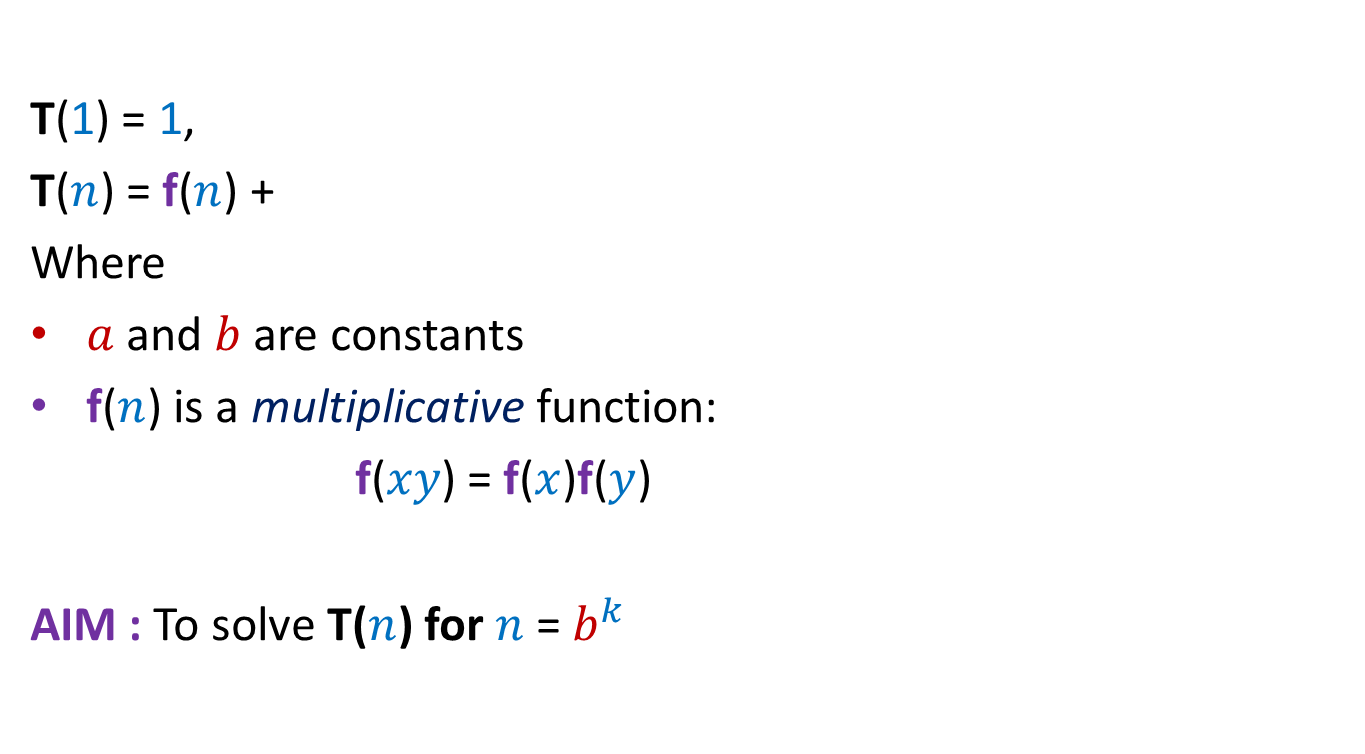 T(1) = 1,
T(n) = f(n) +
Where
• a and b are constants
• f(n) is a multiplicative function:
f(xy) = f(x)f(y)
AIM : To solve T(n) for n = b^k